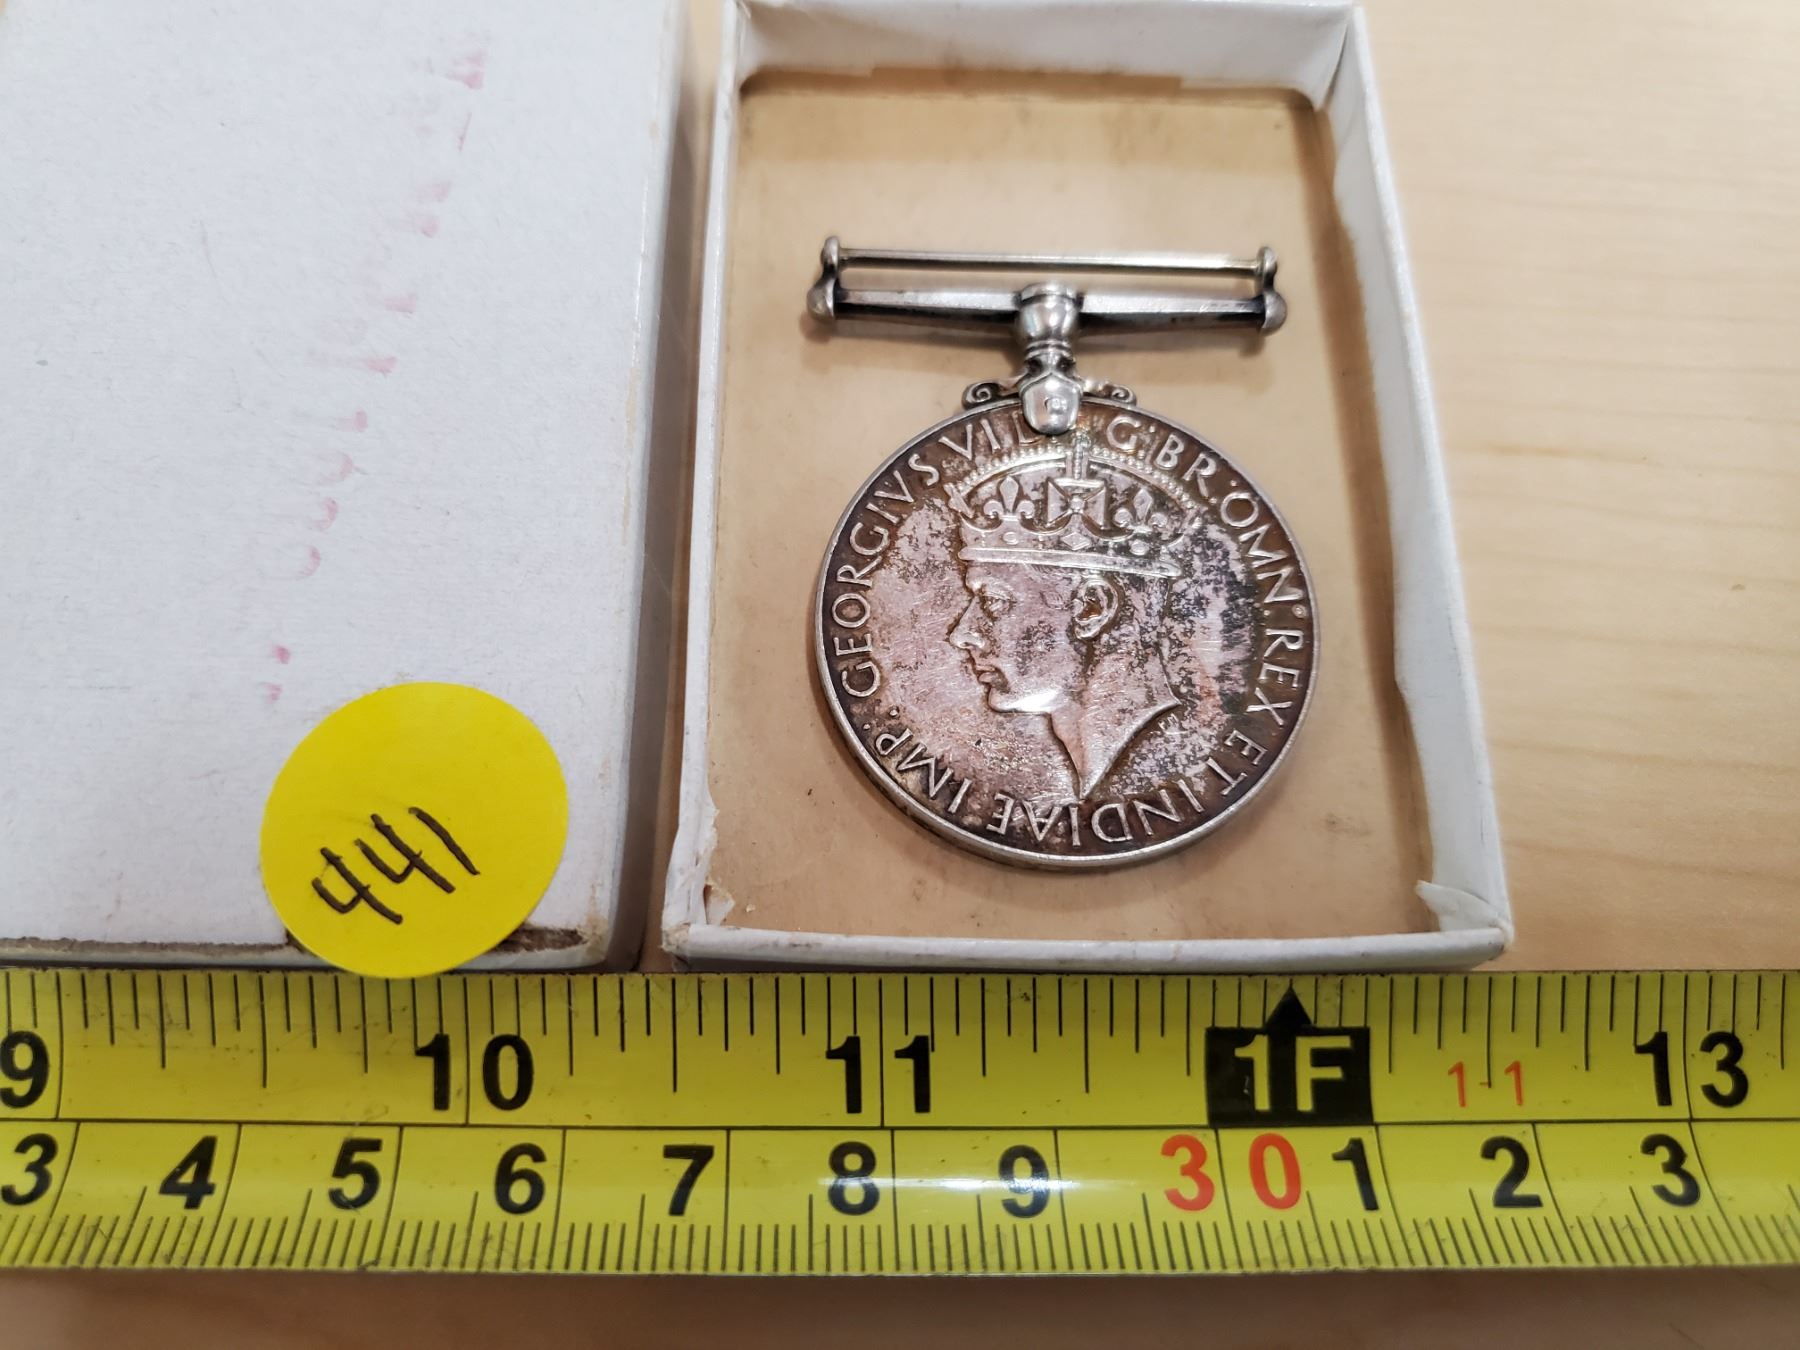 GEORGIVS VI D: G: BR: OMN: REX ET INDIAE IMP:
441
9 10 11 1F 11 13
3 4 5 6 7 8 9 30 1 2 3